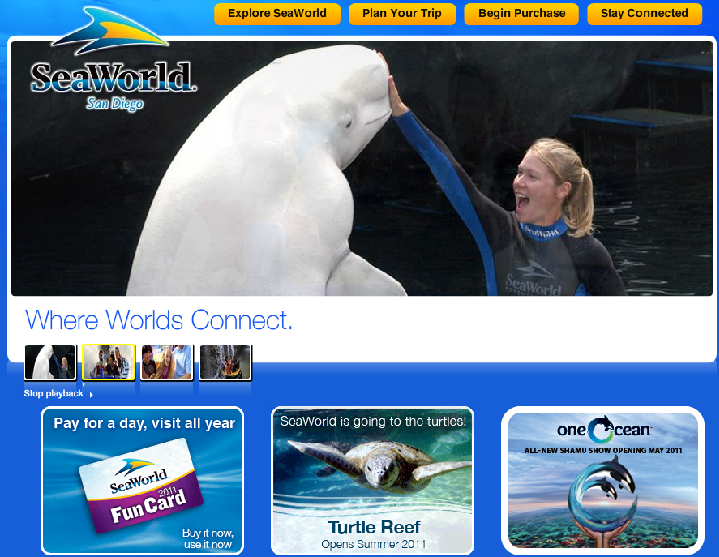 Explore SeaWorld
Plan Your Trip
Begin Purchase
Stay Connected
SeaWorld.
San Diego
SeaWorld
SeaWorld
Where Worlds Connect.
Stop playback
Pay for a day, visit all year
SeaWorld
2011
Fun Card
Buy it now,
use it now.
SeaWorld is going to the turtles!
Turtle Reef
Opens Summer 2011
one Ocean
ALL-NEW SHAMU SHOW OPENING MAY 2011